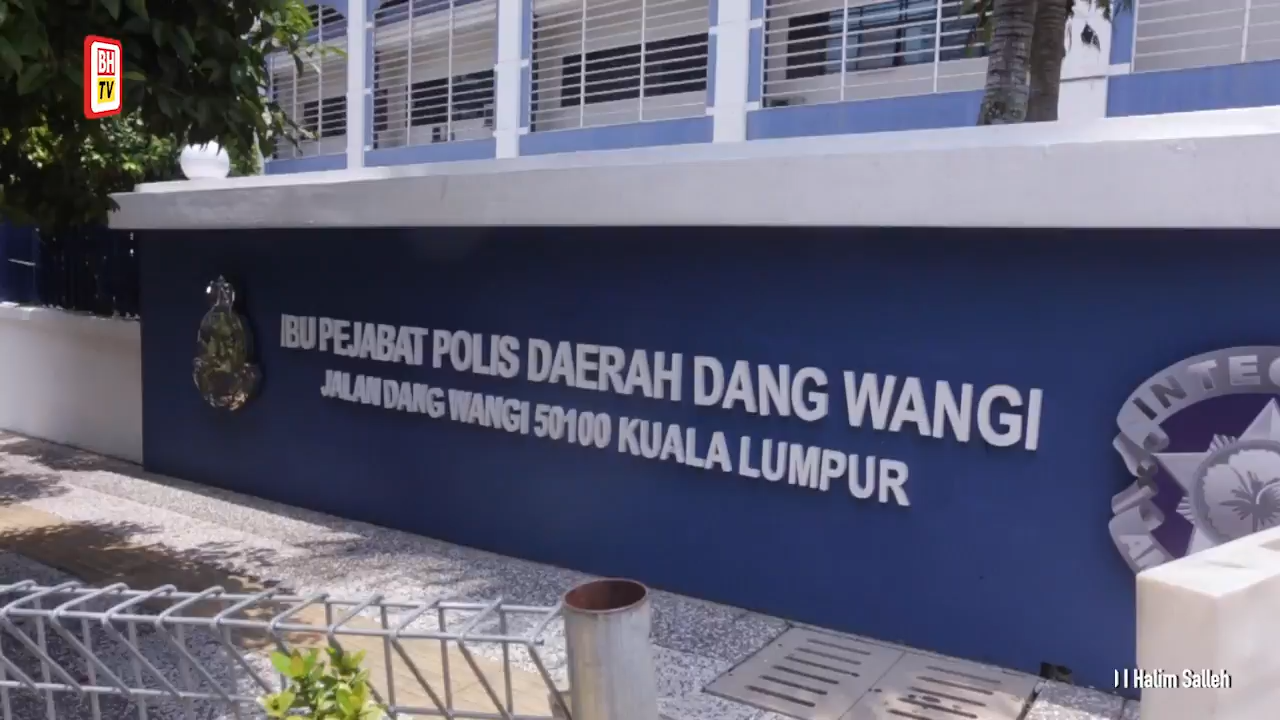 BH
TV
IBU PEJABAT POLIS DAERAH DANG WANGI
JALAN DANG WANGI 50100 KUALA LUMPUR
Halim Salleh